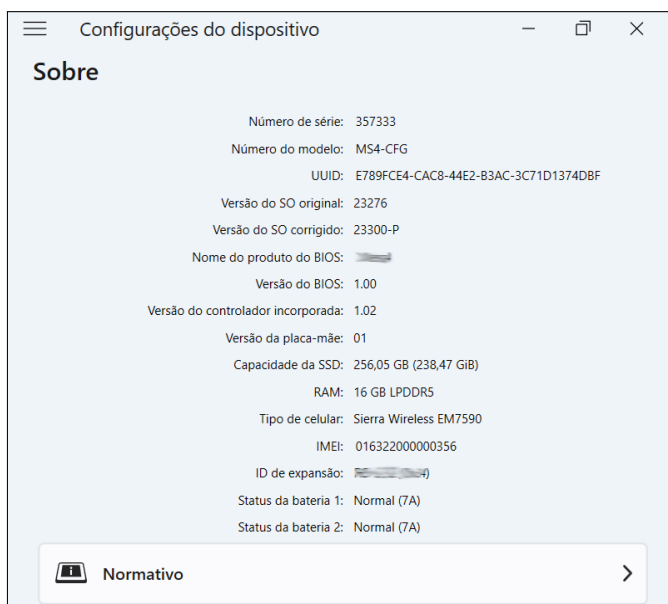 Configurações do dispositivo
Sobre
Número de série: 357333
Número do modelo: MS4-CFG
UUID: E789FCE4-CAC8-44E2-B3AC-3C71D1374DBF
Versão do SO original: 23276
Versão do SO corrigido: 23300-P
Nome do produto do BIOS:
Versão do BIOS: 1.00
Versão do controlador incorporada: 1.02
Versão da placa-mãe: 01
Capacidade da SSD: 256,05 GB (238,47 GiB)
RAM: 16 GB LPDDR5
Tipo de celular: Sierra Wireless EM7590
IMEI: 016322000000356
ID de expansão:
Status da bateria 1: Normal (7A)
Status da bateria 2: Normal (7A)
Normativo